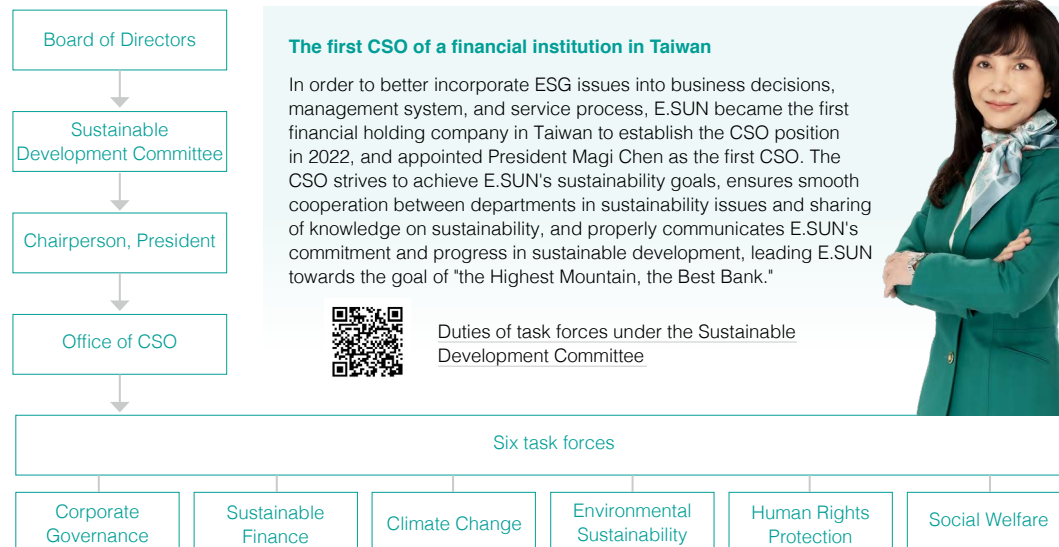 Board of Directors
Sustainable
Development Committee
Chairperson, President
Office of CSO
The first CSO of a financial institution in Taiwan
In order to better incorporate ESG issues into business decisions,
management system, and service process, E.SUN became the first
financial holding company in Taiwan to establish the CSO position
in 2022, and appointed President Magi Chen as the first CSO. The
CSO strives to achieve E.SUN's sustainability goals, ensures smooth
cooperation between departments in sustainability issues and sharing
of knowledge on sustainability, and properly communicates E.SUN's
commitment and progress in sustainable development, leading E.SUN
towards the goal of "the Highest Mountain, the Best Bank."
Duties of task forces under the Sustainable
Development Committee
Six task forces
Corporate
Governance
Sustainable
Finance
Climate Change
Environmental
Sustainability
Human Rights
Protection
Social Welfare